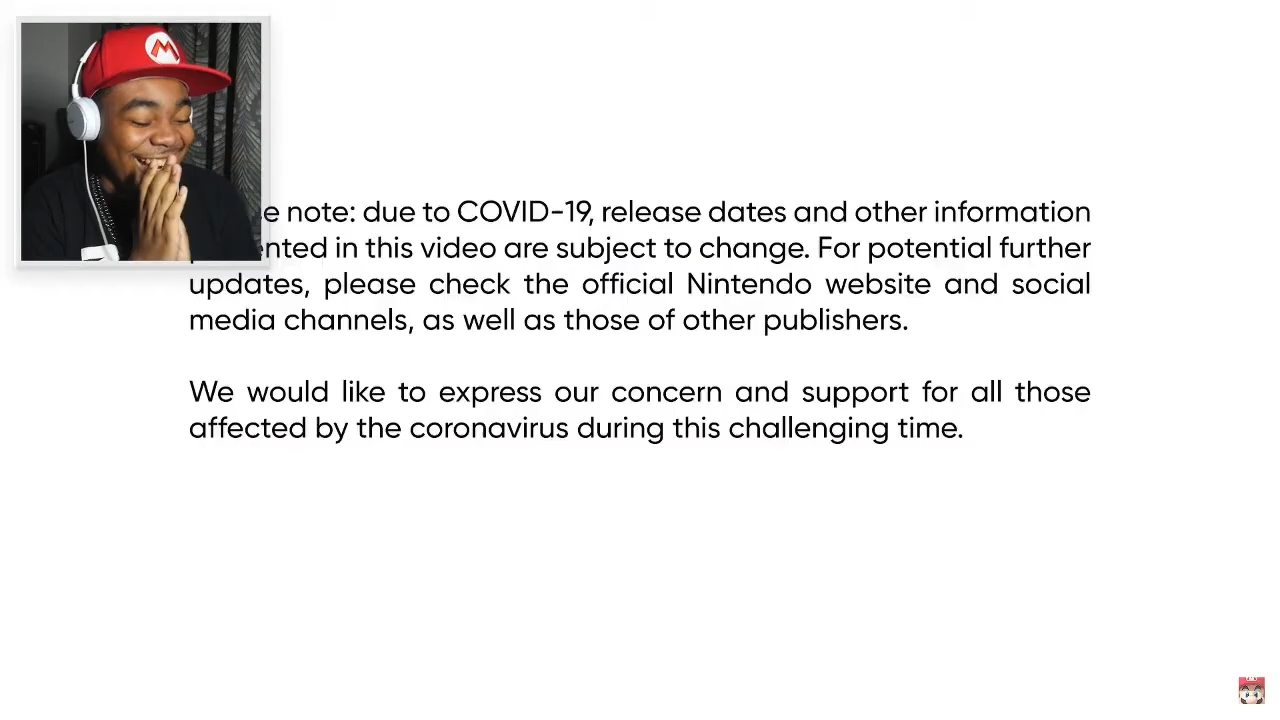 M
e note: due to COVID-19, release dates and other information
ented in this video are subject to change. For potential further
updates, please check the official Nintendo website and social
media channels, as well as those of other publishers.
We would like to express our concern and support for all those
affected by the coronavirus during this challenging time.